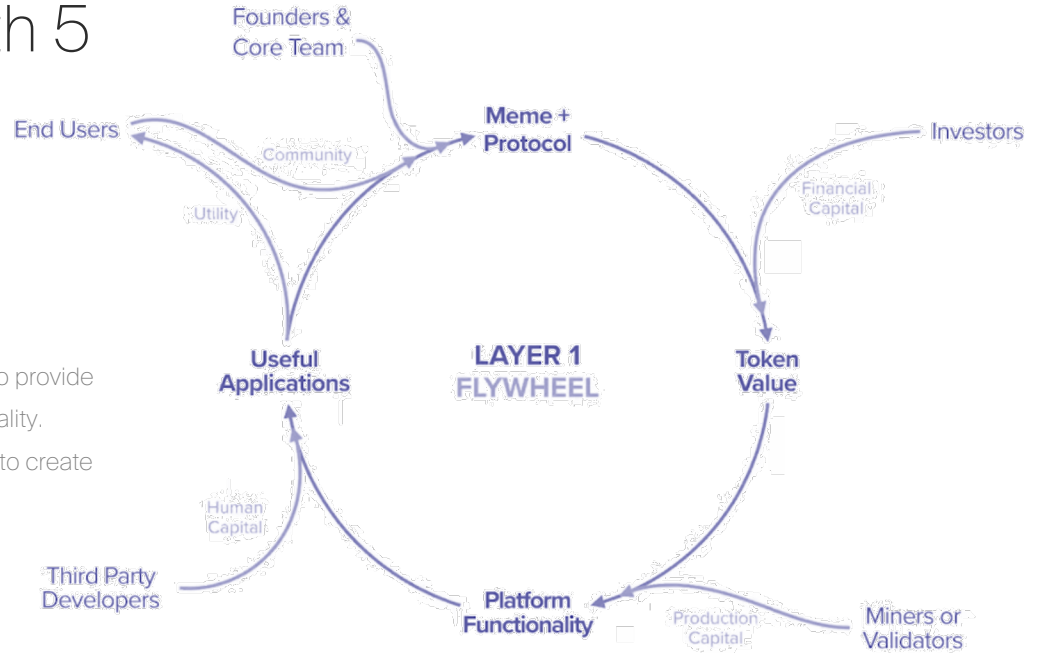 th 5
Founders &
Core Team
End Users
Community
Utility
Meme +
Protocol
Investors
Financial
Capital
Useful
Applications
LAYER 1
FLYWHEEL
Token
Value
o provide
ality.
to create
Human
Capital
Third Party
Developers
Platform
Functionality
Production
Capital
Miners or
Validators